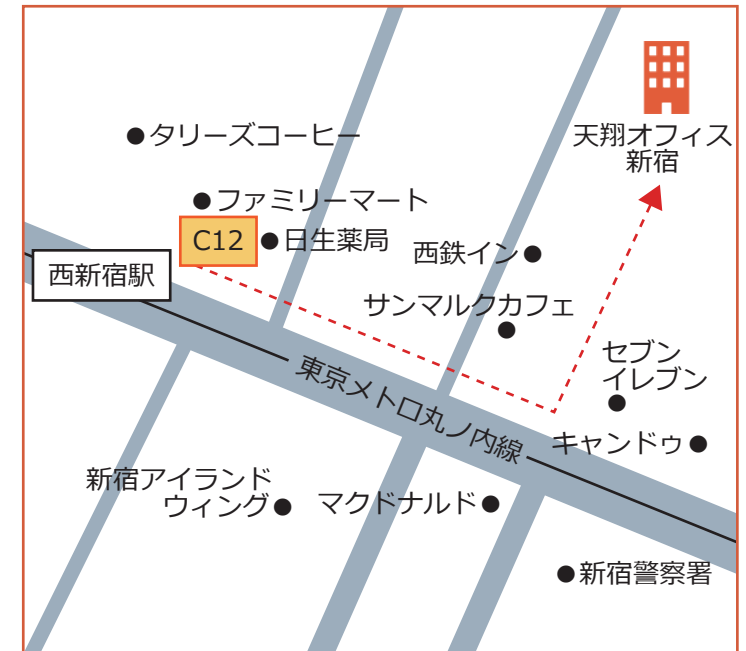 タリーズコーヒー
天翔オフィス
新宿
ファミリーマート
C12
日生薬局
西鉄イン
西新宿駅
サンマルクカフェ
セブン
イレブン
東京メトロ丸ノ内線
キャンドゥ
新宿アイランド
ウィング
マクドナルド
新宿警察署